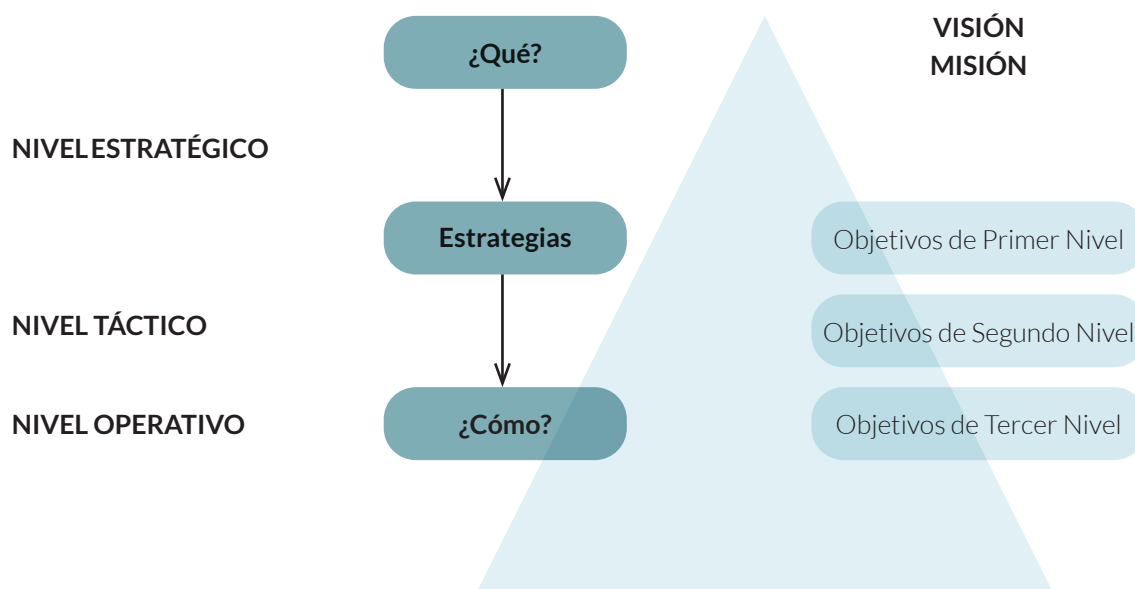 ¿Qué?
VISIÓN
MISIÓN
NIVEL ESTRATÉGICO
Estrategias
Objetivos de Primer Nivel
NIVEL TÁCTICO
Objetivos de Segundo Nivel
NIVEL OPERATIVO
¿Cómo?
Objetivos de Tercer Nivel